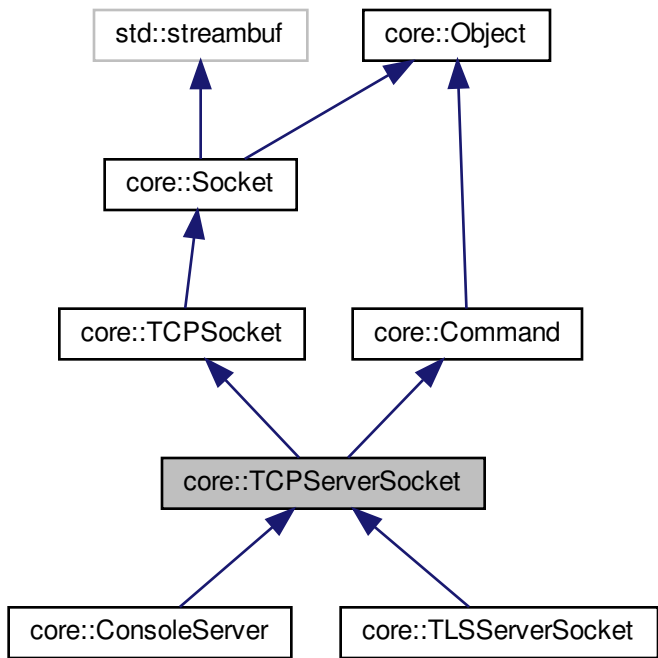 std::streambuf
core::Object
core::Socket
core::TCPSocket
core::Command
core::TCPServerSocket
core::ConsoleServer
core::TLSServerSocket